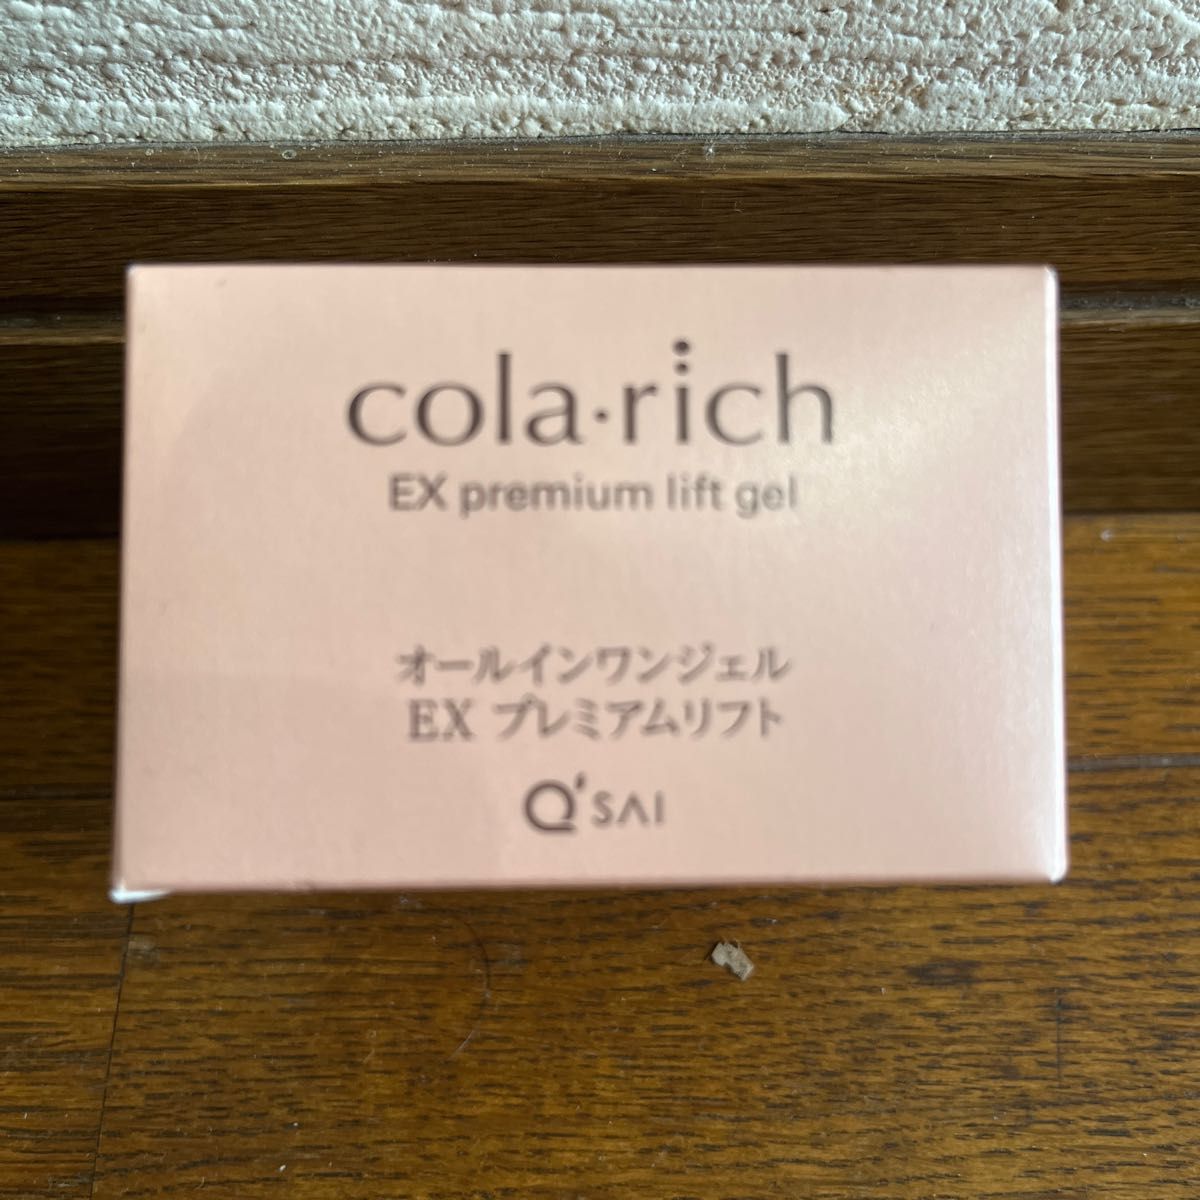 cola·rich
EX premium lift gel
オールインワンジェル
EX プレミアムリフト
Q'SAI